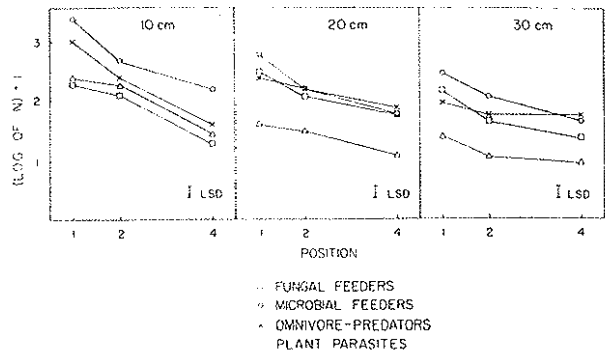 10 cm 20 cm 30 cm
3
2
1
(LOG OF N) + 1
I LSD I LSD I LSD
1 2 4 1 2 4 1 2 4
POSITION
FUNGAL FEEDERS
MICROBIAL FEEDERS
OMNIVORE-PREDATORS
PLANT PARASITES